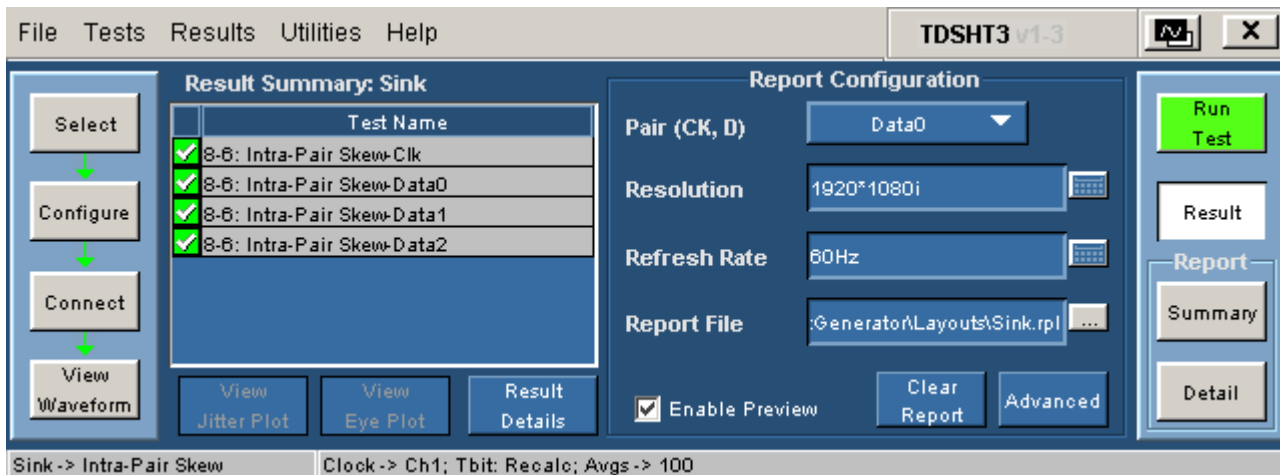 File Tests Results Utilities Help TDSHT3 v1-3
Select
Configure
Connect
View
Waveform
Result Summary: Sink
Test Name
8-6: Intra-Pair Skew-Clk
8-6: Intra-Pair Skew-Data0
8-6: Intra-Pair Skew-Data1
8-6: Intra-Pair Skew-Data2
View
Jitter Plot
View
Eye Plot
Result
Details
Report Configuration
Pair (CK, D) Data0
Resolution 1920*1080i
Refresh Rate 60Hz
Report File :Generator\Layouts\Sink.rpl ...
Enable Preview
Clear
Report
Advanced
Run
Test
Result
Report
Summary
Detail
Sink -> Intra-Pair Skew Clock -> Ch1; Tbit: Recalc; Avgs -> 100